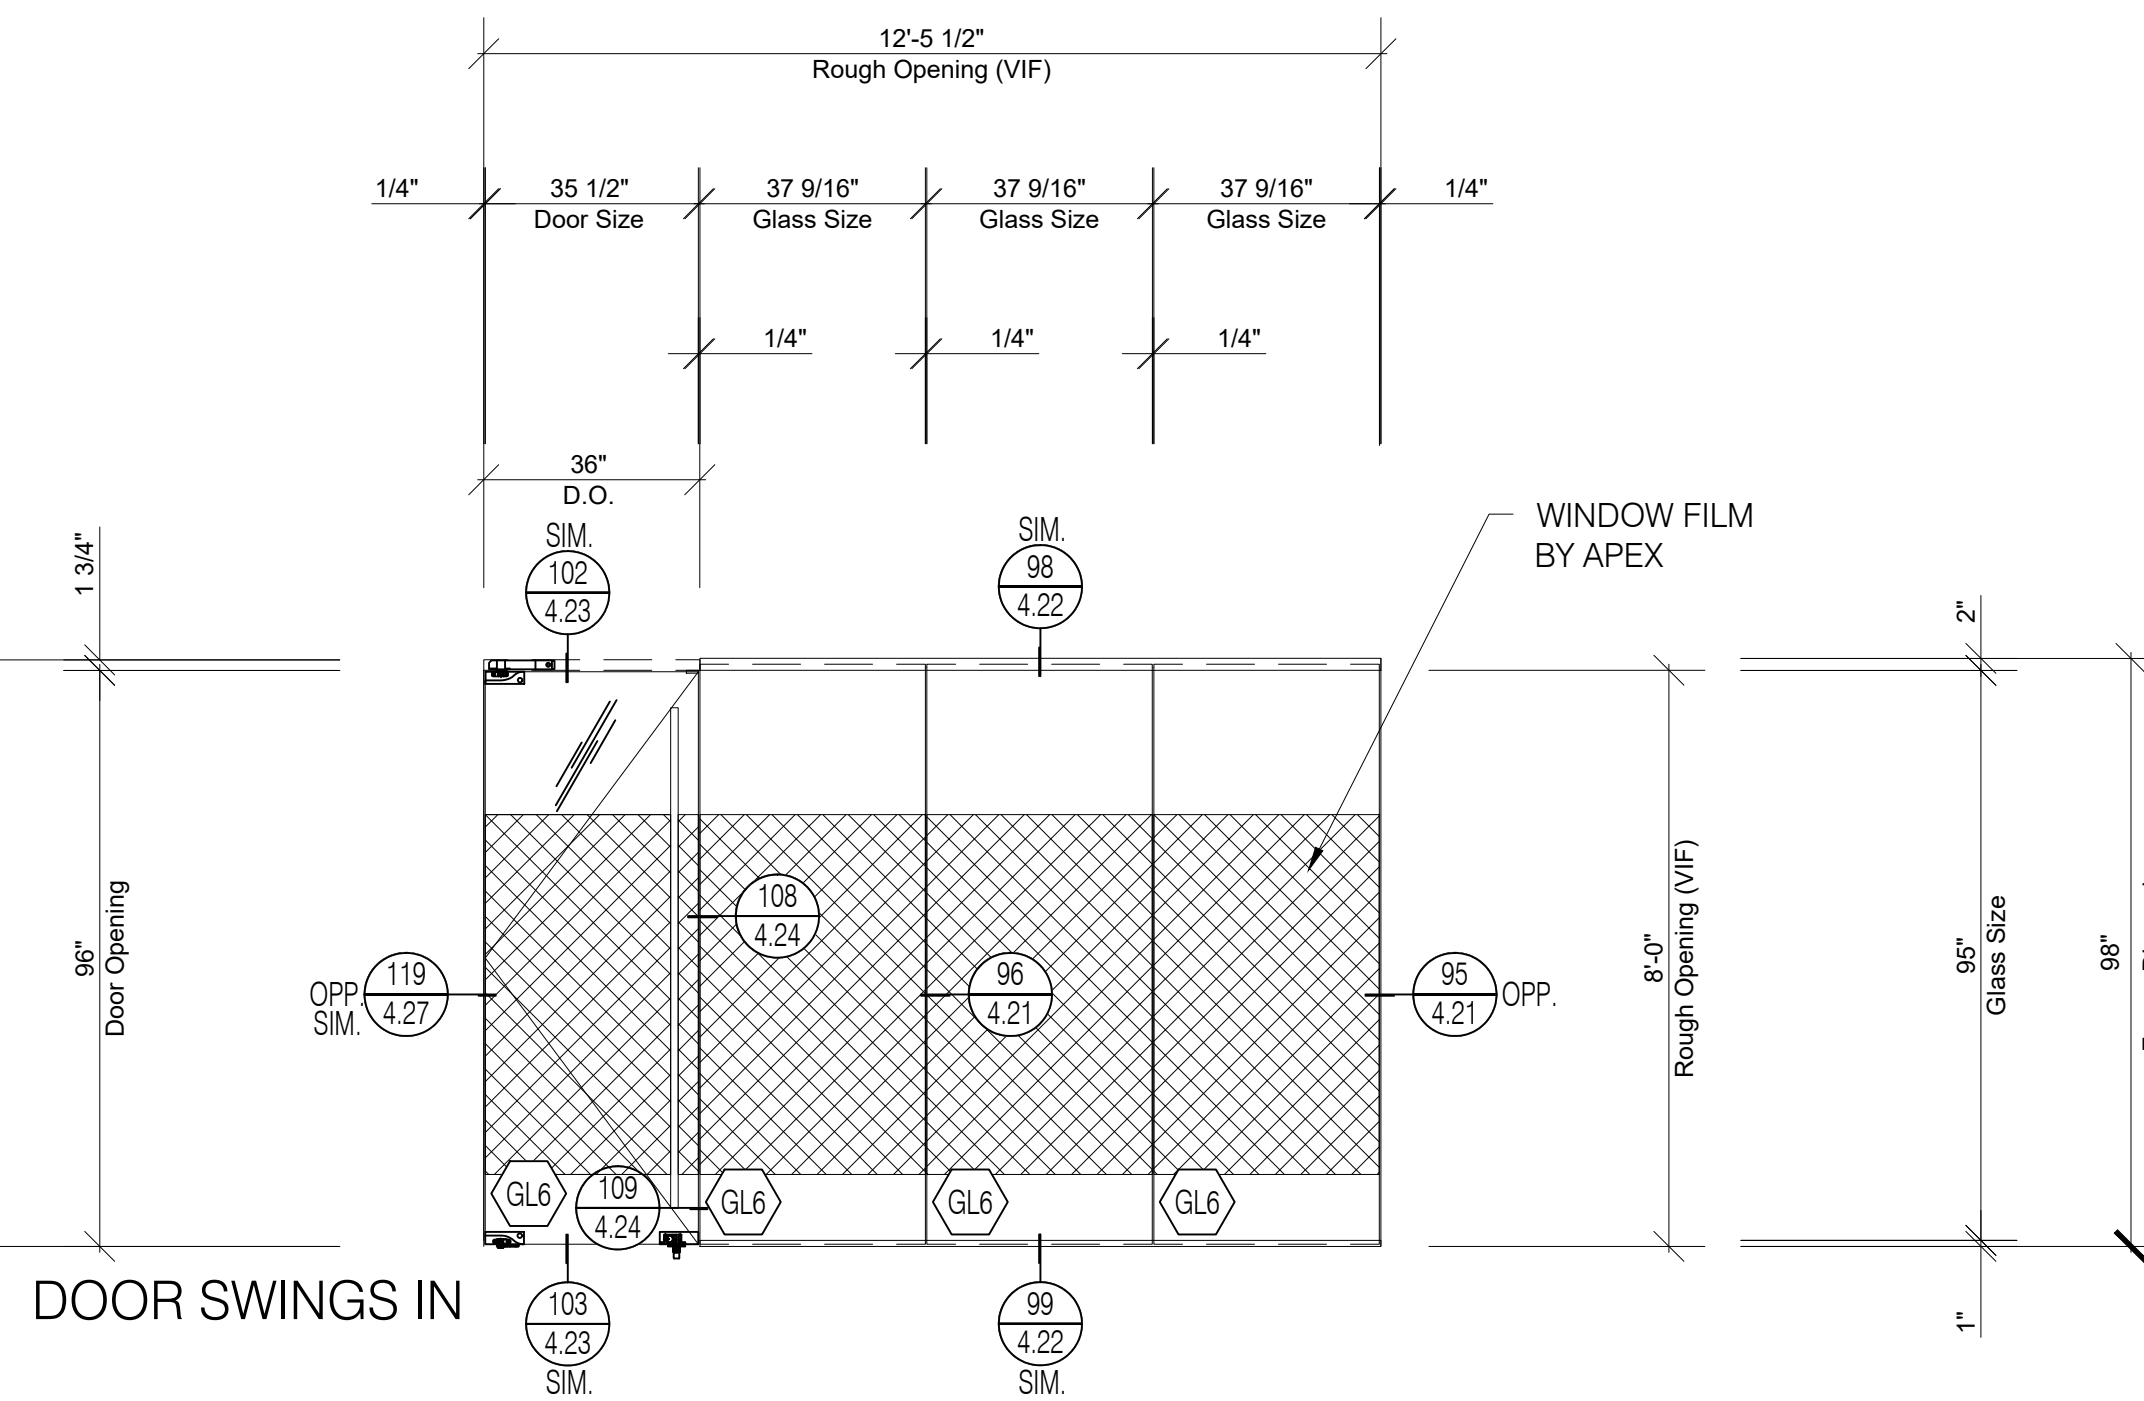 12'-5 1/2"
Rough Opening (VIF)
1/4"
35 1/2"
Door Size
37 9/16"
Glass Size
37 9/16"
Glass Size
37 9/16"
Glass Size
1/4"
1/4"
1/4"
1/4"
36"
D.O.
SIM.
102
4.23
SIM.
98
4.22
WINDOW FILM
BY APEX
1 3/4"
2"
96"
Door Opening
OPP.
SIM.
119
4.27
108
4.24
96
4.21
95
4.21
OPP.
8'-0"
Rough Opening (VIF)
95"
Glass Size
98"
GL6
109
4.24
GL6
GL6
GL6
DOOR SWINGS IN
103
4.23
SIM.
99
4.22
SIM.
1"